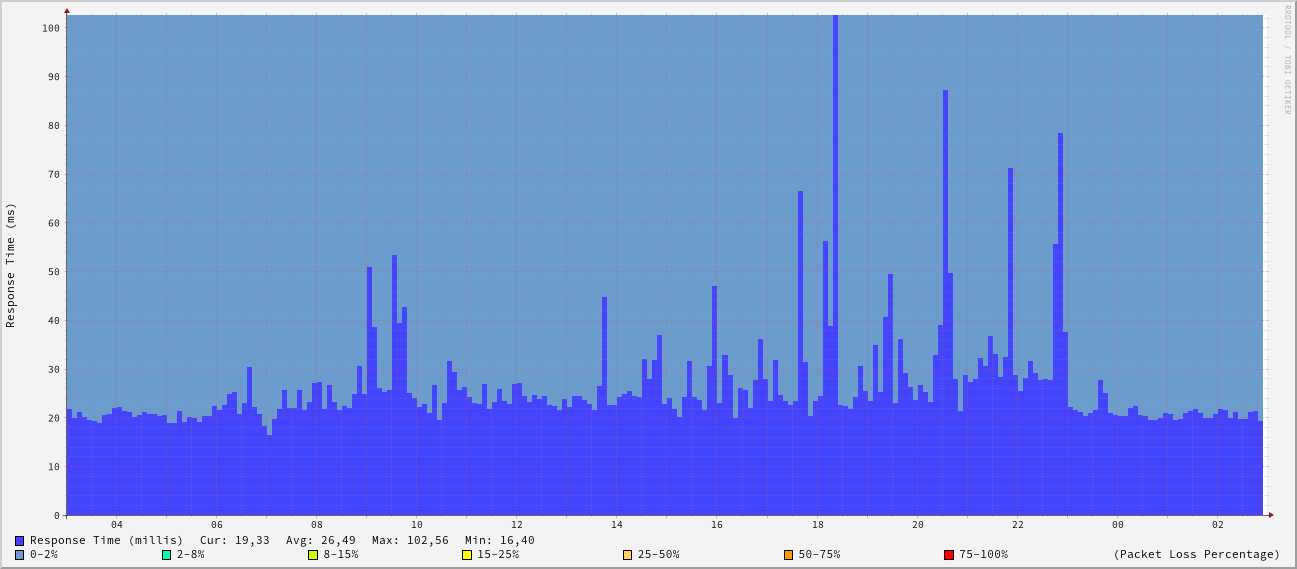 RRDTOOL / TOBI OETIKER
Response Time (ms)
100
90
80
70
60
50
40
30
20
10
0
04 06 08 10 12 14 16 18 20 22 00 02
Response Time (millis) Cur: 19,33 Avg: 26,49 Max: 102,56 Min: 16,40
0-2% 2-8% 8-15% 15-25% 25-50% 50-75% 75-100% (Packet Loss Percentage)